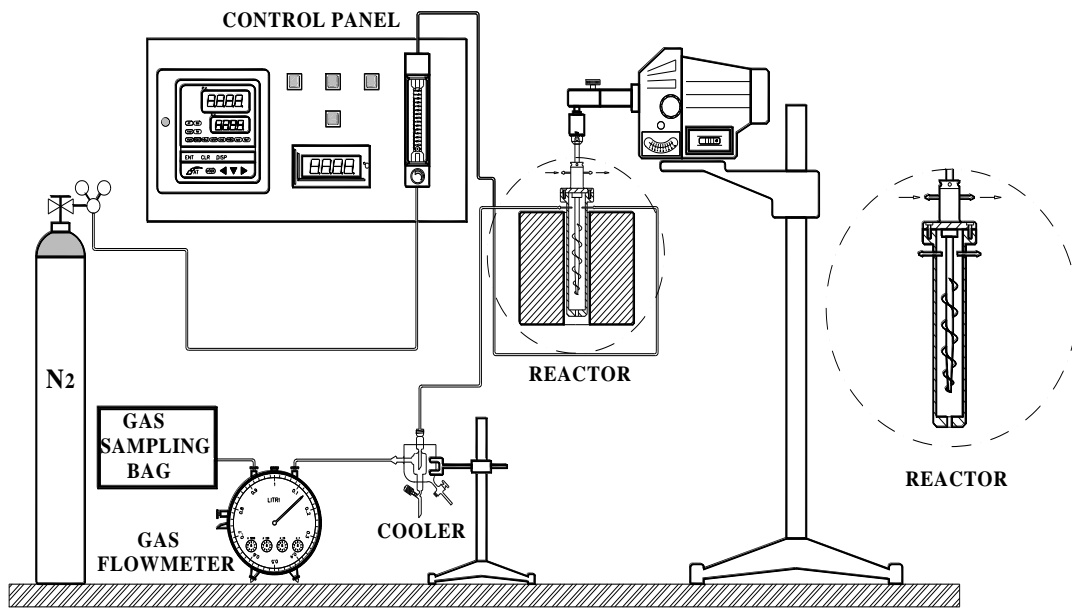 CONTROL PANEL
ENT CLR DISP
°C
N2
REACTOR
REACTOR
GAS
SAMPLING
BAG
LITRI
COOLER
GAS
FLOWMETER